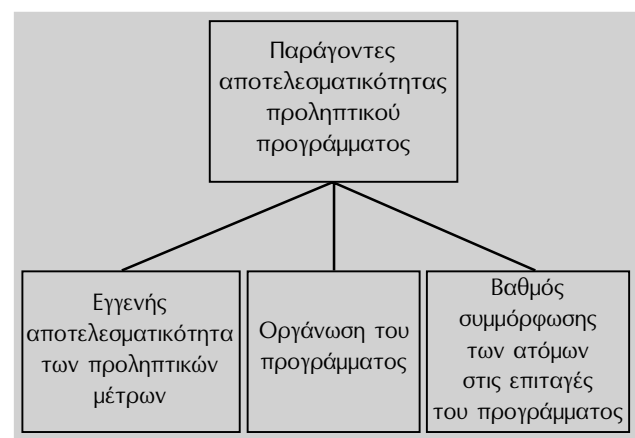 Παράγοντες
αποτελεσματικότητας
προληπτικού
προγράμματος
Εγγενής
αποτελεσματικότητα
των προληπτικών
μέτρων
Οργάνωση του
προγράμματος
Βαθμός
συμμόρφωσης
των ατόμων
στις επιταγές
του προγράμματος